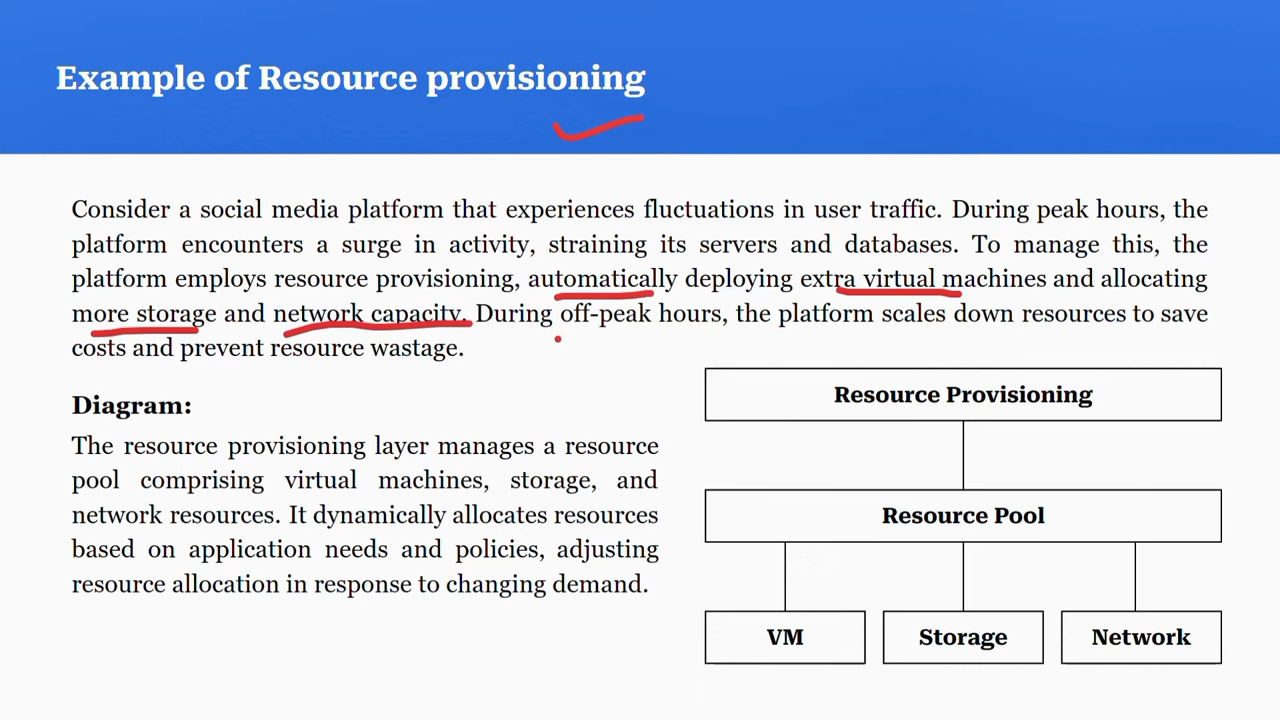 Example of Resource provisioning
Consider a social media platform that experiences fluctuations in user traffic. During peak hours, the
platform encounters a surge in activity, straining its servers and databases. To manage this, the
platform employs resource provisioning, automatically deploying extra virtual machines and allocating
more storage and network capacity. During off-peak hours, the platform scales down resources to save
costs and prevent resource wastage.
Diagram:
The resource provisioning layer manages a resource
pool comprising virtual machines, storage, and
network resources. It dynamically allocates resources
based on application needs and policies, adjusting
resource allocation in response to changing demand.
Resource Provisioning
Resource Pool
VM
Storage
Network